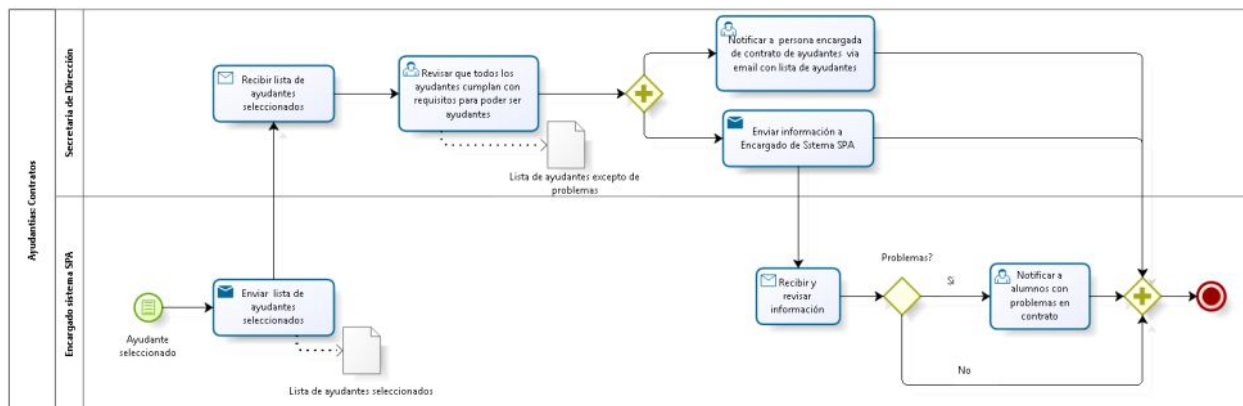 Ayudantías: Contratos
Secretaria de Dirección
Recibir lista de
ayudantes
seleccionados
Revisar que todos los
ayudantes cumplan con
requisitos para poder ser
ayudantes
Lista de ayudantes excepto de
problemas
Notificar a persona encargada
de contrato de ayudantes via
email con lista de ayudantes
Enviar información a
Encargado de Sstema SPA
Encargado sistema SPA
Ayudante
seleccionado
Enviar lista de
ayudantes
seleccionados
Lista de ayudantes seleccionados
Recibir y
revisar
información
Problemas?
Si
No
Notificar a
alumnos con
problemas en
contrato